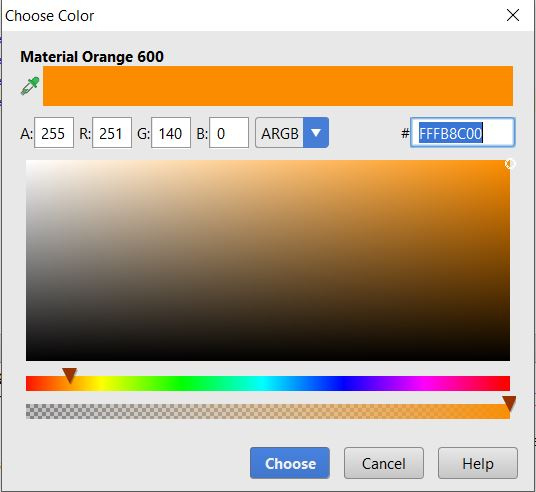 Choose Color
Material Orange 600
A: 255 R: 251 G: 140 B: 0 ARGB # FFFB8C00
Choose Cancel Help